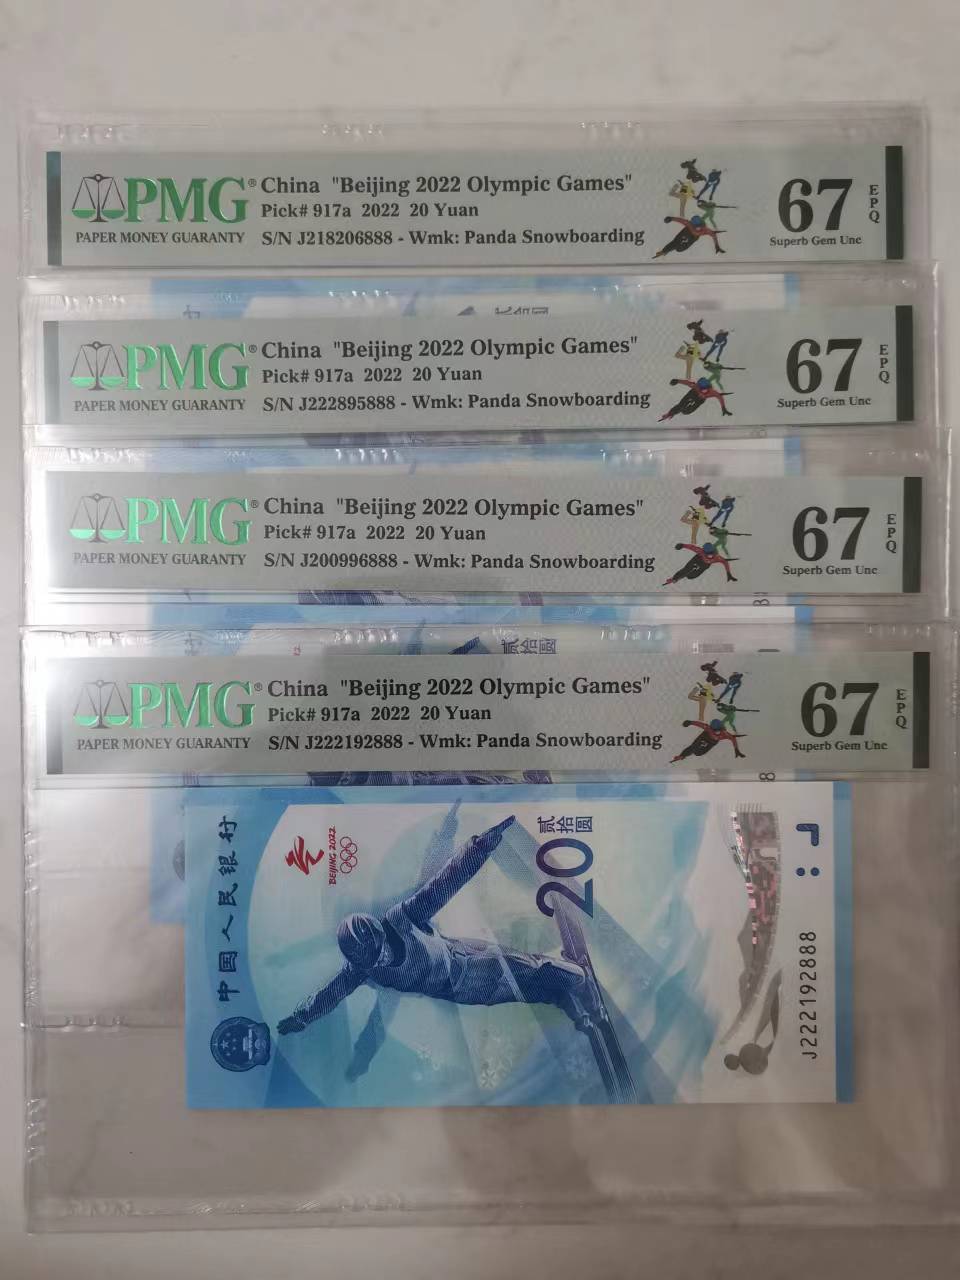 PMG®
PAPER MONEY GUARANTY
China "Beijing 2022 Olympic Games"
Pick# 917a 2022 20 Yuan
S/N J218206888 - Wmk: Panda Snowboarding
67
EPQ
Superb Gem Unc
PMG®
PAPER MONEY GUARANTY
China "Beijing 2022 Olympic Games"
Pick# 917a 2022 20 Yuan
S/N J222895888 - Wmk: Panda Snowboarding
67
EPQ
Superb Gem Unc
PMG®
PAPER MONEY GUARANTY
China "Beijing 2022 Olympic Games"
Pick# 917a 2022 20 Yuan
S/N J200996888 - Wmk: Panda Snowboarding
67
EPQ
Superb Gem Unc
贰拾圆
PMG®
PAPER MONEY GUARANTY
China "Beijing 2022 Olympic Games"
Pick# 917a 2022 20 Yuan
S/N J222192888 - Wmk: Panda Snowboarding
67
EPQ
Superb Gem Unc
中国人民银行
BEIJING 2022
贰拾圆
20
J222192888